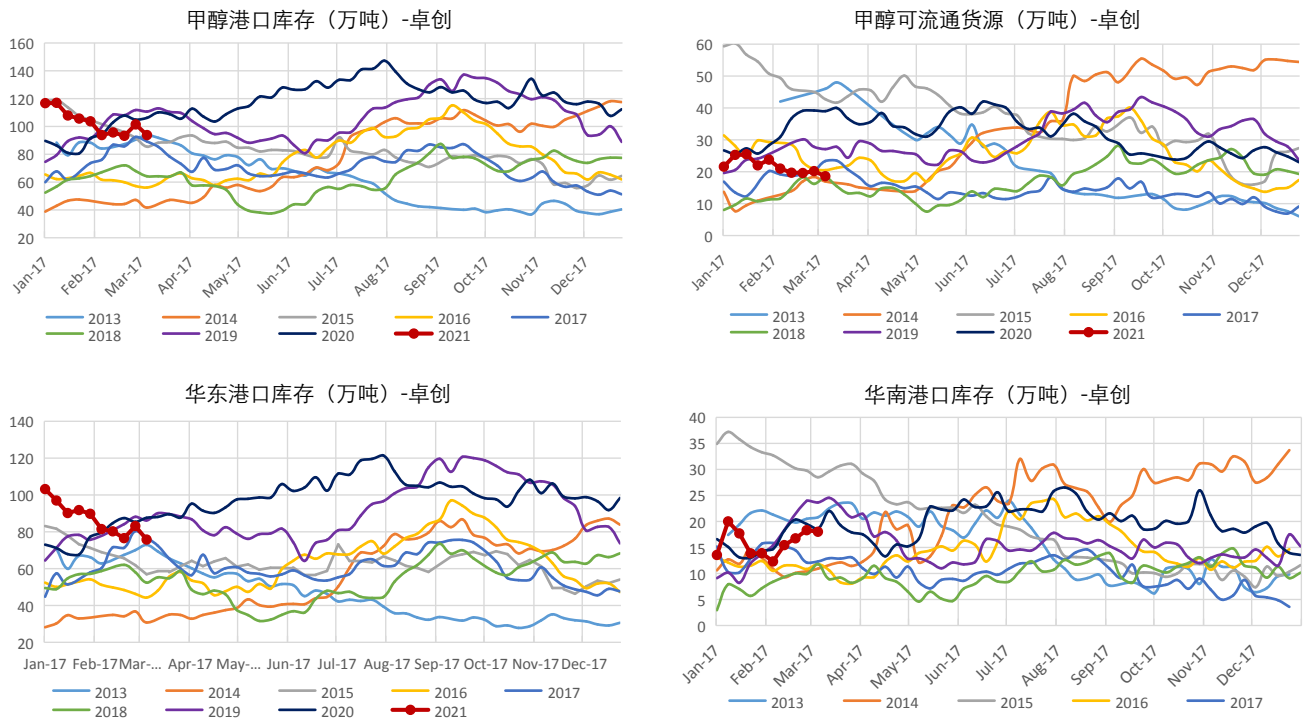 甲醇港口库存（万吨）-卓创
160
140
120
100
80
60
40
20
Jan-17 Feb-17 Mar-17 Apr-17 May-17 Jun-17 Jul-17 Aug-17 Sep-17 Oct-17 Nov-17 Dec-17
2013 2014 2015 2016 2017
2018 2019 2020 2021
甲醇可流通货源（万吨）-卓创
60
50
40
30
20
10
0
Jan-17 Feb-17 Mar-17 Apr-17 May-17 Jun-17 Jul-17 Aug-17 Sep-17 Oct-17 Nov-17 Dec-17
2013 2014 2015 2016 2017
2018 2019 2020 2021
华东港口库存（万吨）-卓创
140
120
100
80
60
40
20
Jan-17 Feb-17 Mar-… Apr-17 May-… Jun-17 Jul-17 Aug-17 Sep-17 Oct-17 Nov-17 Dec-17
2013 2014 2015 2016 2017
2018 2019 2020 2021
华南港口库存（万吨）-卓创
40
35
30
25
20
15
10
5
0
Jan-17 Feb-17 Mar-17 Apr-17 May-17 Jun-17 Jul-17 Aug-17 Sep-17 Oct-17 Nov-17 Dec-17
2013 2014 2015 2016 2017